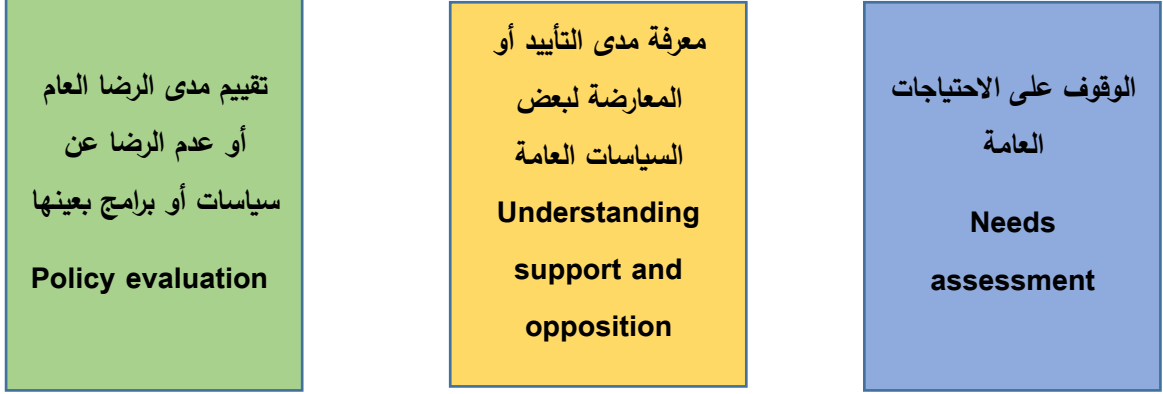 الوقوف على الاحتياجات
العامة
Needs
assessment
معرفة مدى التأييد أو
المعارضة لبعض
السياسات العامة
Understanding
support and
opposition
تقييم مدى الرضا العام
أو عدم الرضا عن
سياسات أو برامج بعينها
Policy evaluation